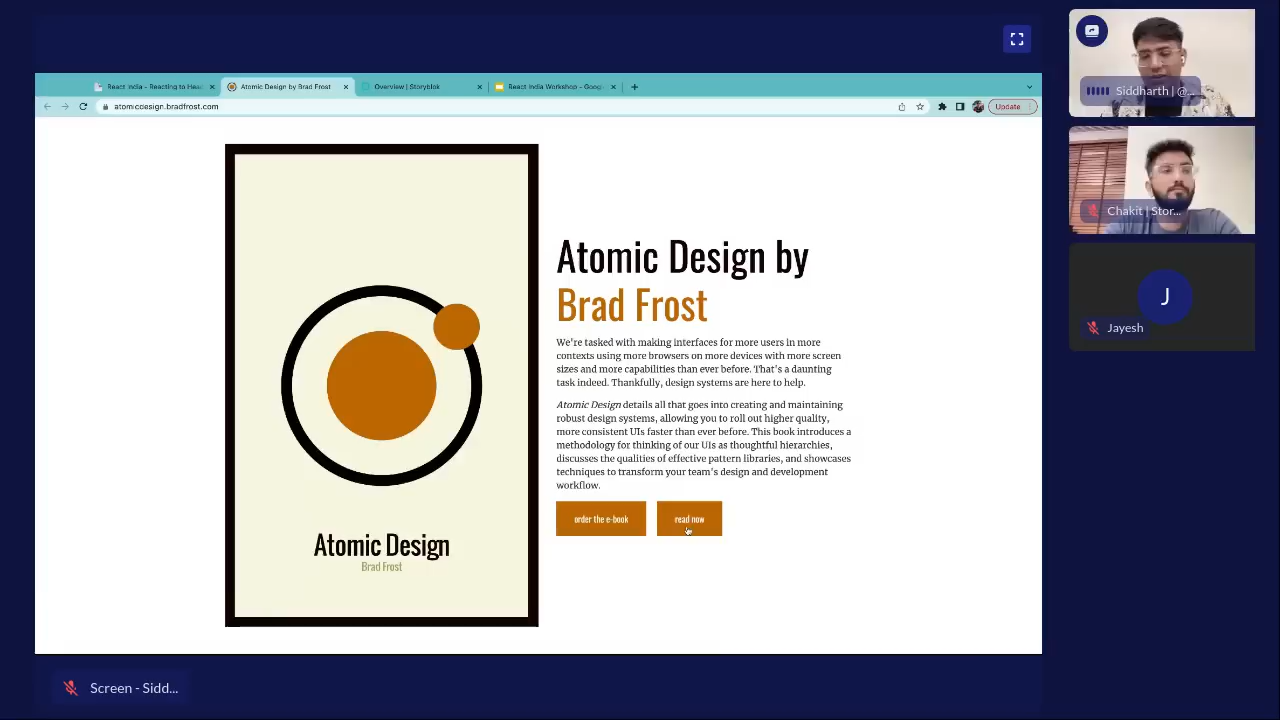 React India - Reacting to Head
Atomic Design by Brad Frost
Overview | Storyblok
React India Workshop - Goog
atomicdesign.bradfrost.com
Update
Atomic Design by
Brad Frost
We're tasked with making interfaces for more users in more
contexts using more browsers on more devices with more screen
sizes and more capabilities than ever before. That's a daunting
task indeed. Thankfully, design systems are here to help.
Atomic Design details all that goes into creating and maintaining
robust design systems, allowing you to roll out higher quality,
more consistent UIs faster than ever before. This book introduces a
methodology for thinking of our UIs as thoughtful hierarchies,
discusses the qualities of effective pattern libraries, and showcases
techniques to transform your team's design and development
workflow.
order the e-book
read now
Atomic Design
Brad Frost
Screen - Sidd...
Siddharth | @...
Chakit | Stor...
J
Jayesh